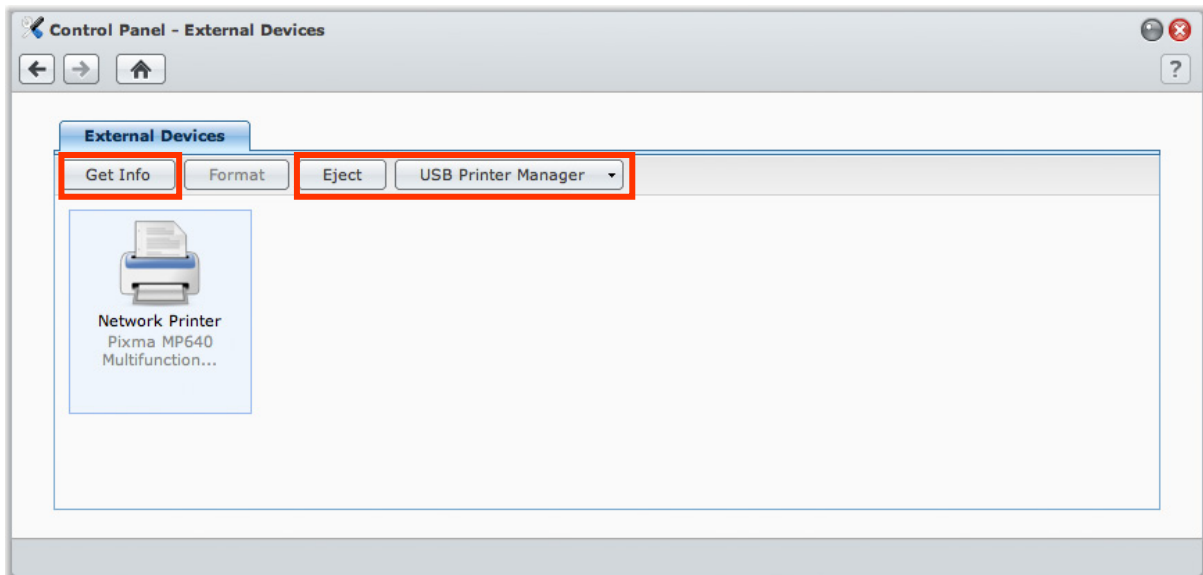 Control Panel - External Devices
?
External Devices
Get Info Format Eject USB Printer Manager
Network Printer
Pixma MP640
Multifunction...